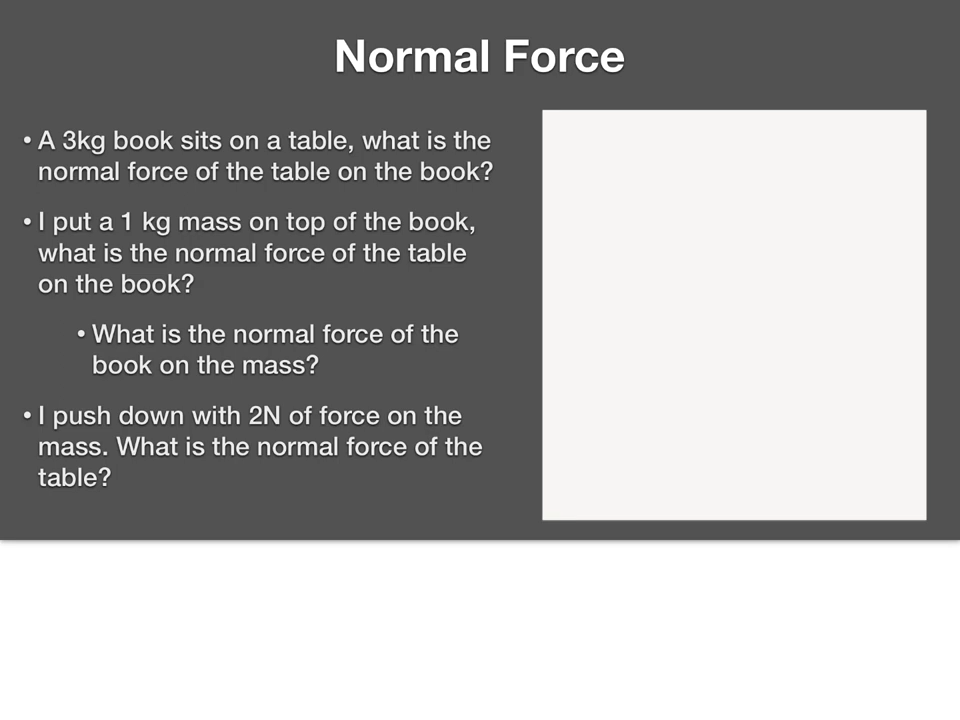 Normal Force
• A 3kg book sits on a table, what is the
normal force of the table on the book?
• I put a 1 kg mass on top of the book,
what is the normal force of the table
on the book?
• What is the normal force of the
book on the mass?
• I push down with 2N of force on the
mass. What is the normal force of the
table?